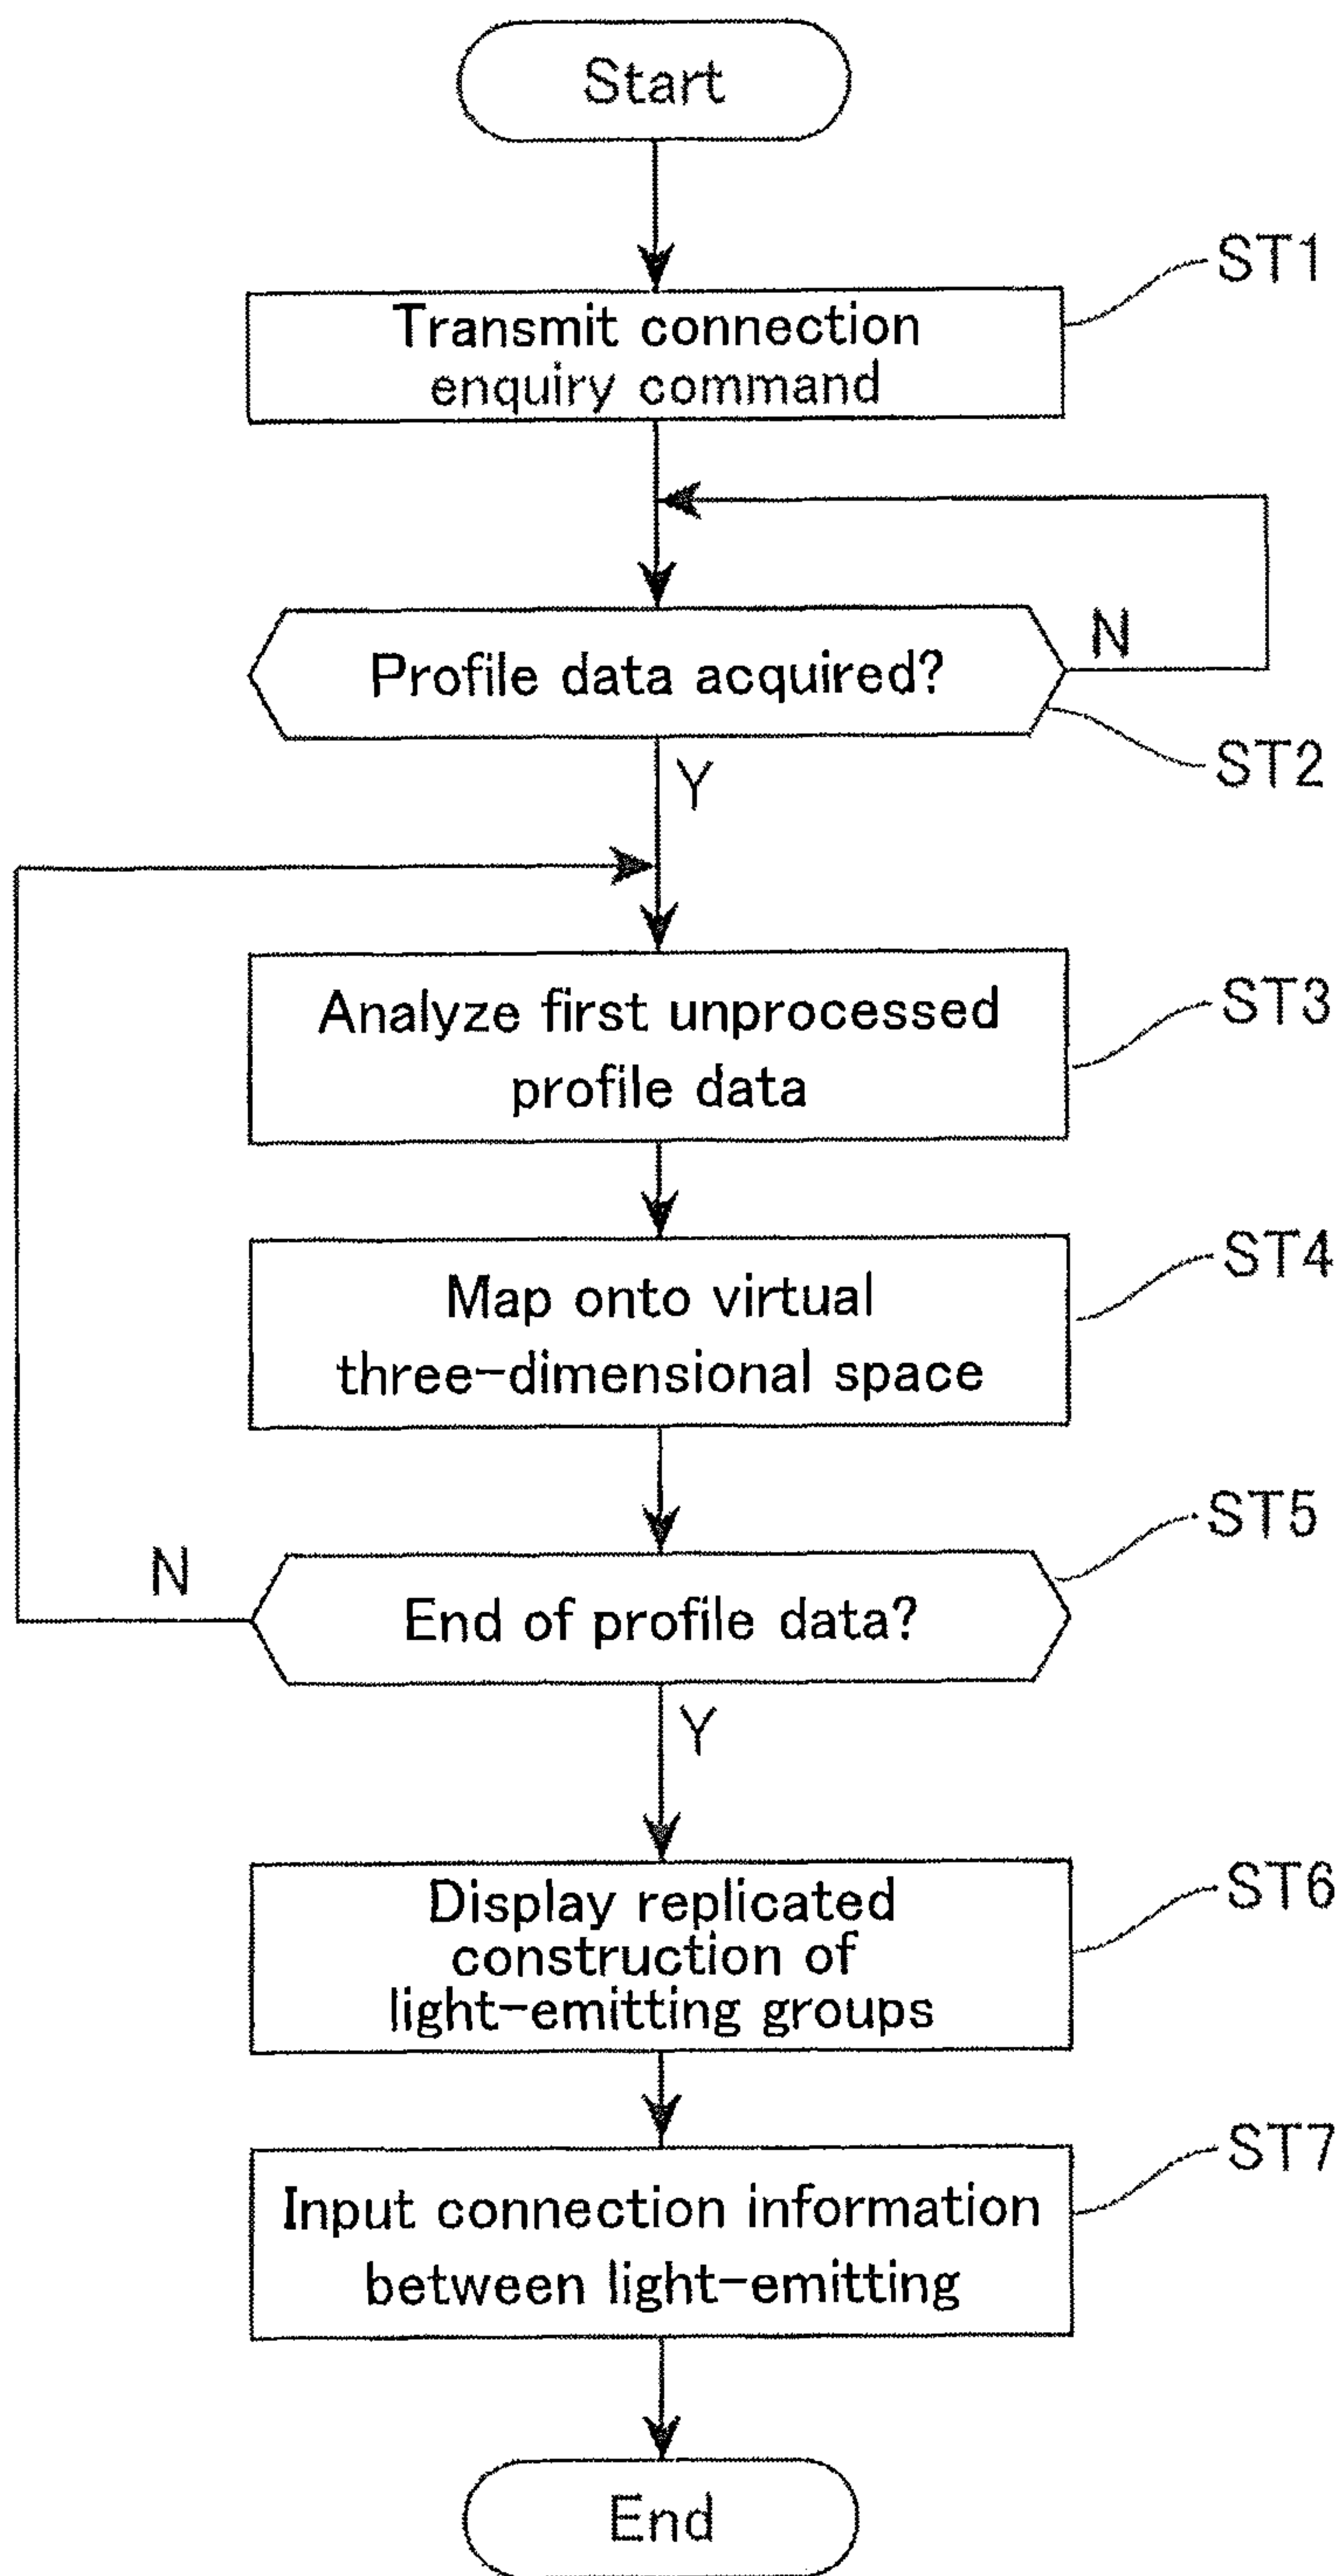 Start
ST1
Transmit connection
enquiry command
N
Profile data acquired?
ST2
Y
ST3
Analyze first unprocessed
profile data
ST4
Map onto virtual
three-dimensional space
ST5
N
End of profile data?
Y
ST6
Display replicated
construction of
light-emitting groups
ST7
Input connection information
between light-emitting
End